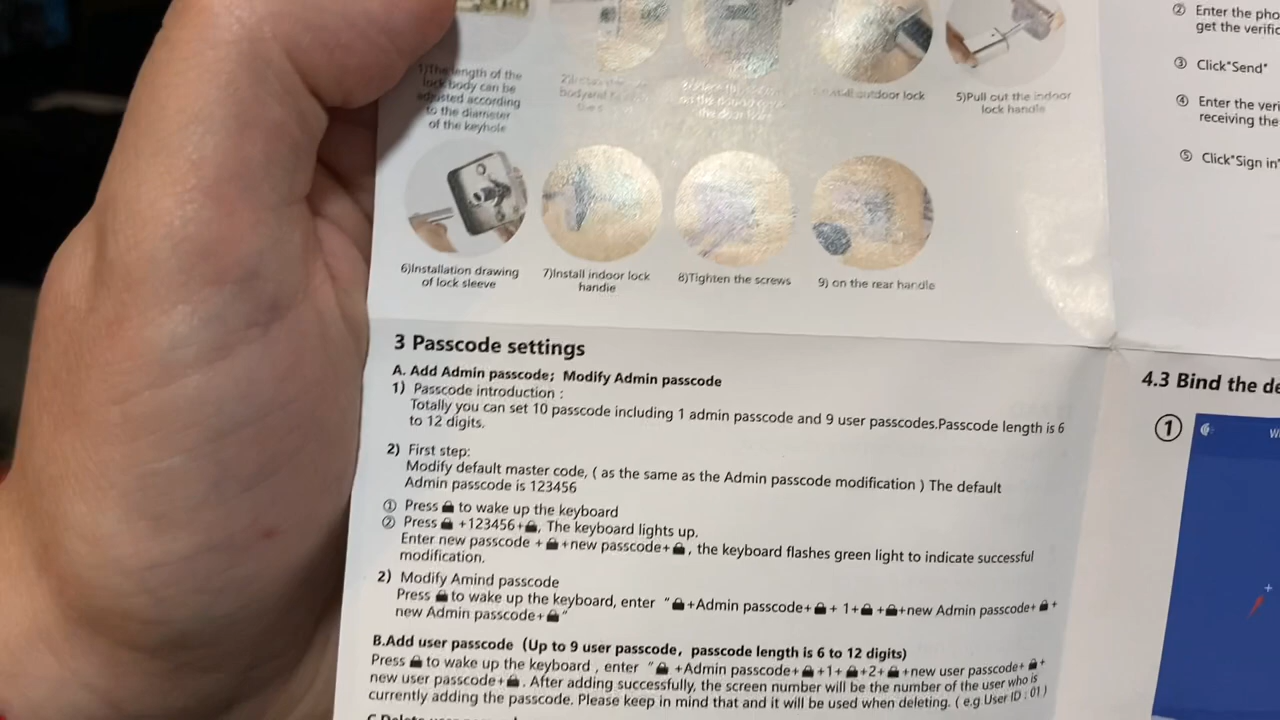 1)The length of the
lock body can be
adjusted according
to the diameter
of the keyhole
outdoor lock
5)Pull out the indoor
lock handle
6)Installation drawing
of lock sleeve
7)Install indoor lock
handie
8)Tighten the screws
9) on the rear handle
3 Passcode settings
A. Add Admin passcode; Modify Admin passcode
1) Passcode introduction :
Totally you can set 10 passcode including 1 admin passcode and 9 user passcodes.Passcode length is 6
to 12 digits.
2) First step:
Modify default master code, ( as the same as the Admin passcode modification ) The default
Admin passcode is 123456
① Press 🔒 to wake up the keyboard
② Press 🔒 +123456+🔒, The keyboard lights up.
Enter new passcode + 🔒+new passcode+🔒, the keyboard flashes green light to indicate successful
modification.
2) Modify Amind passcode
Press 🔒to wake up the keyboard, enter "🔒+Admin passcode+🔒+ 1+🔒+🔒+new Admin passcode+🔒+
new Admin passcode+🔒"
B.Add user passcode (Up to 9 user passcode, passcode length is 6 to 12 digits)
Press 🔒 to wake up the keyboard , enter "🔒 +Admin passcode+🔒+1+🔒+2+🔒+new user passcode+🔒+
new user passcode+🔒. After adding successfully, the screen number will be the number of the user who is
currently adding the passcode. Please keep in mind that and it will be used when deleting. ( e.g User ID : 01 )
② Enter the pho
get the verific
③ Click"Send"
④ Enter the veri
receiving the
⑤ Click"Sign in"
4.3 Bind the de
①